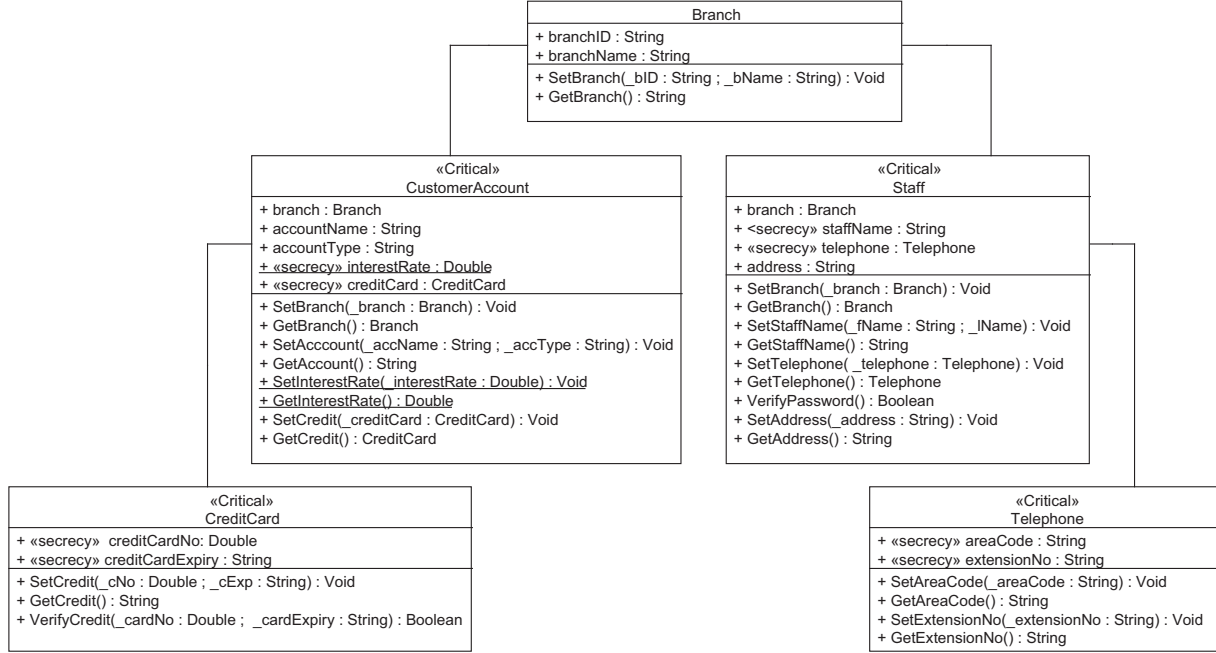 Branch
+ branchID : String
+ branchName : String
+ SetBranch(_bID : String ; _bName : String) : Void
+ GetBranch() : String
«Critical»
CustomerAccount
+ branch : Branch
+ accountName : String
+ accountType : String
+ «secrecy» interestRate : Double
+ «secrecy» creditCard : CreditCard
+ SetBranch(_branch : Branch) : Void
+ GetBranch() : Branch
+ SetAcccount(_accName : String ; _accType : String) : Void
+ GetAccount() : String
+ SetInterestRate(_interestRate : Double) : Void
+ GetInterestRate() : Double
+ SetCredit(_creditCard : CreditCard) : Void
+ GetCredit() : CreditCard
«Critical»
Staff
+ branch : Branch
+ <secrecy» staffName : String
+ «secrecy» telephone : Telephone
+ address : String
+ SetBranch(_branch : Branch) : Void
+ GetBranch() : Branch
+ SetStaffName(_fName : String ; _lName) : Void
+ GetStaffName() : String
+ SetTelephone( _telephone : Telephone) : Void
+ GetTelephone() : Telephone
+ VerifyPassword() : Boolean
+ SetAddress(_address : String) : Void
+ GetAddress() : String
«Critical»
CreditCard
+ «secrecy» creditCardNo: Double
+ «secrecy» creditCardExpiry : String
+ SetCredit(_cNo : Double ; _cExp : String) : Void
+ GetCredit() : String
+ VerifyCredit(_cardNo : Double ; _cardExpiry : String) : Boolean
«Critical»
Telephone
+ «secrecy» areaCode : String
+ «secrecy» extensionNo : String
+ SetAreaCode(_areaCode : String) : Void
+ GetAreaCode() : String
+ SetExtensionNo(_extensionNo : String) : Void
+ GetExtensionNo() : String